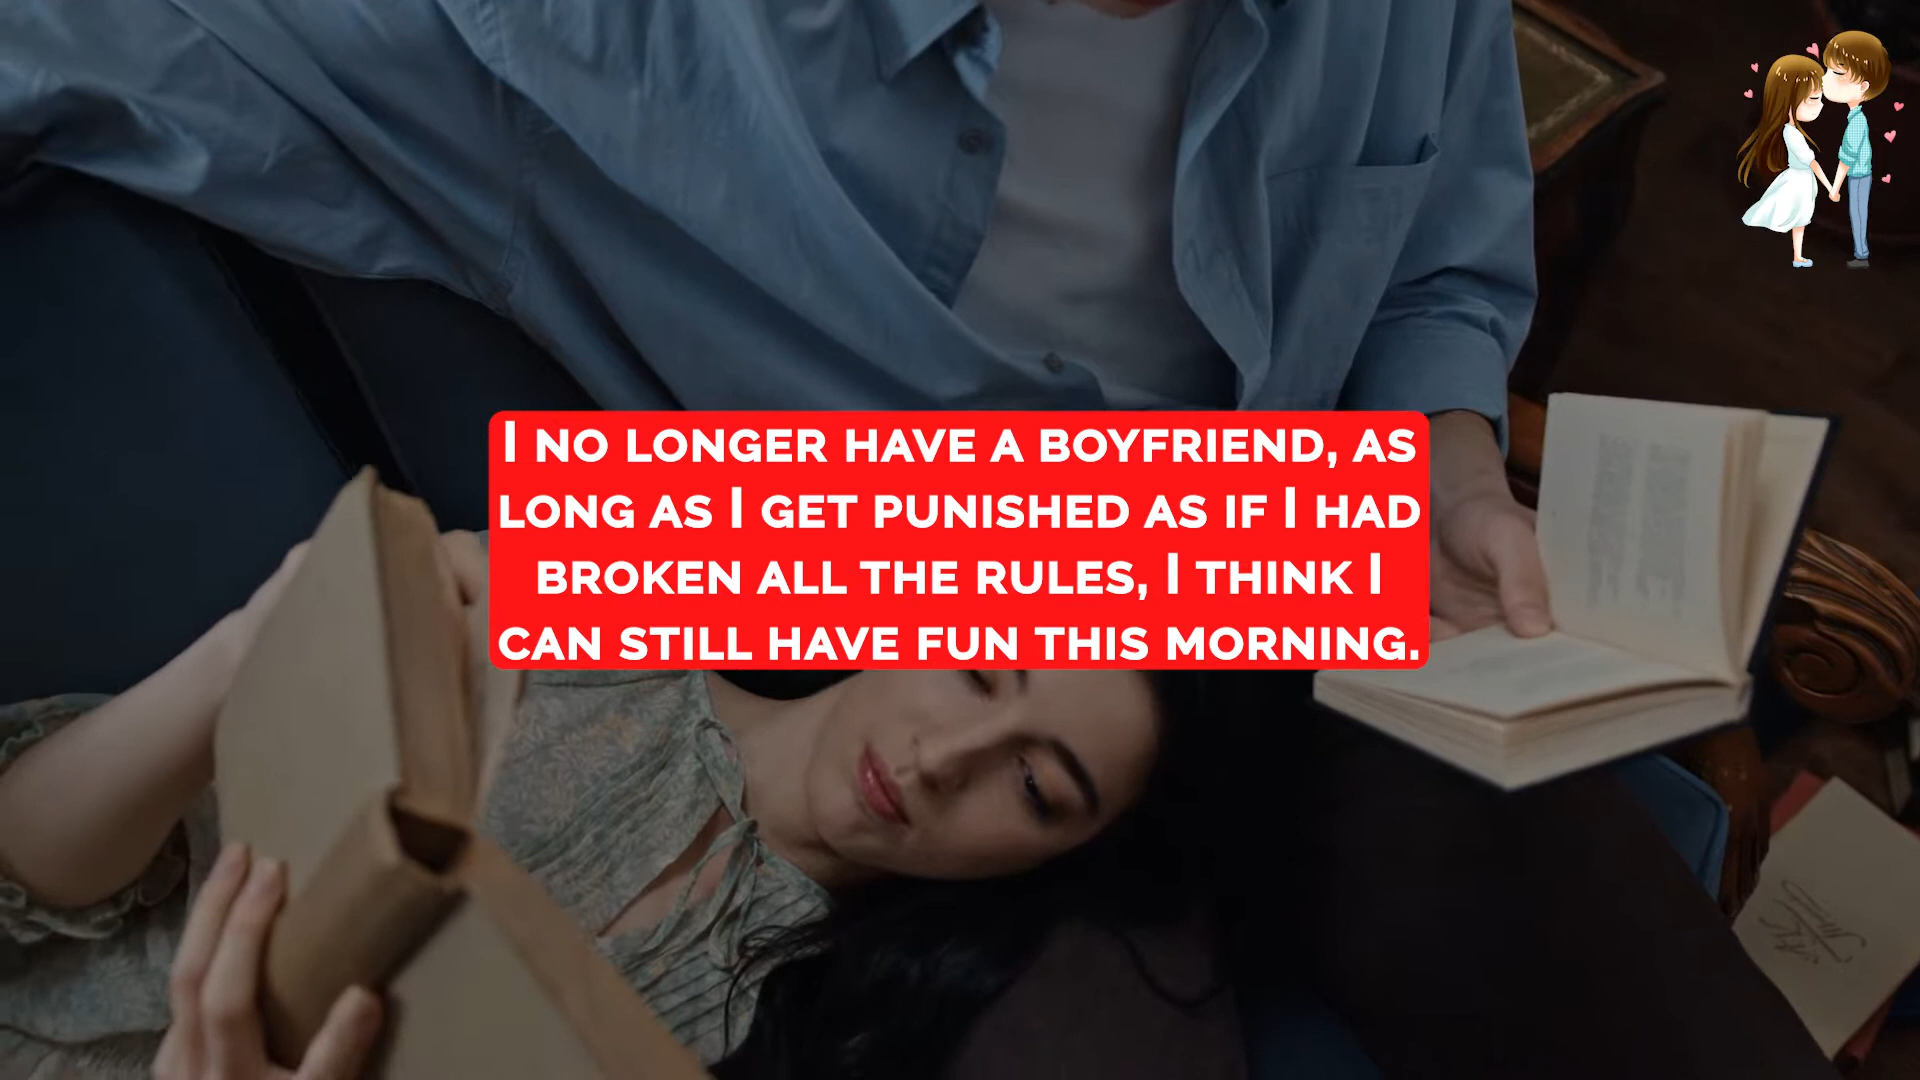 I NO LONGER HAVE A BOYFRIEND, AS
LONG AS I GET PUNISHED AS IF I HAD
BROKEN ALL THE RULES, I THINK I
CAN STILL HAVE FUN THIS MORNING.